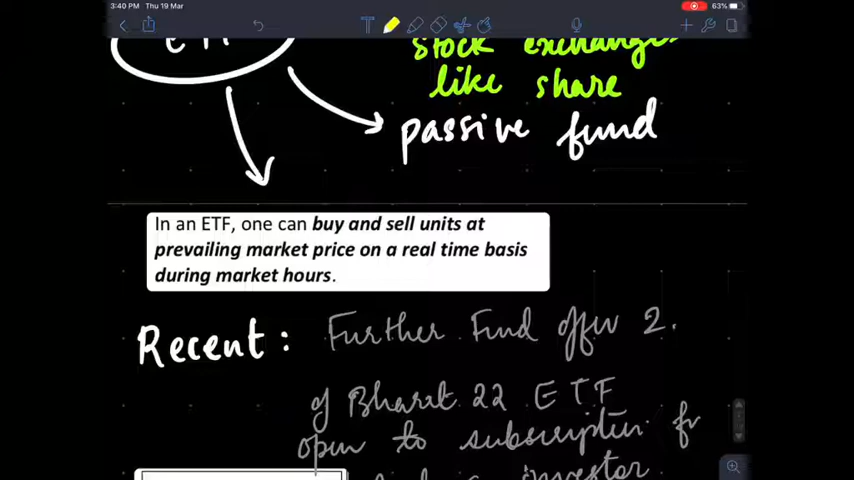 3:40 PM Thu 19 Mar
63%
ETF
stock exchanges
like share
passive fund
In an ETF, one can buy and sell units at
prevailing market price on a real time basis
during market hours.
Recent : Further Fund offer 2.
of Bharat 22 ETF
open to subscription for
investor